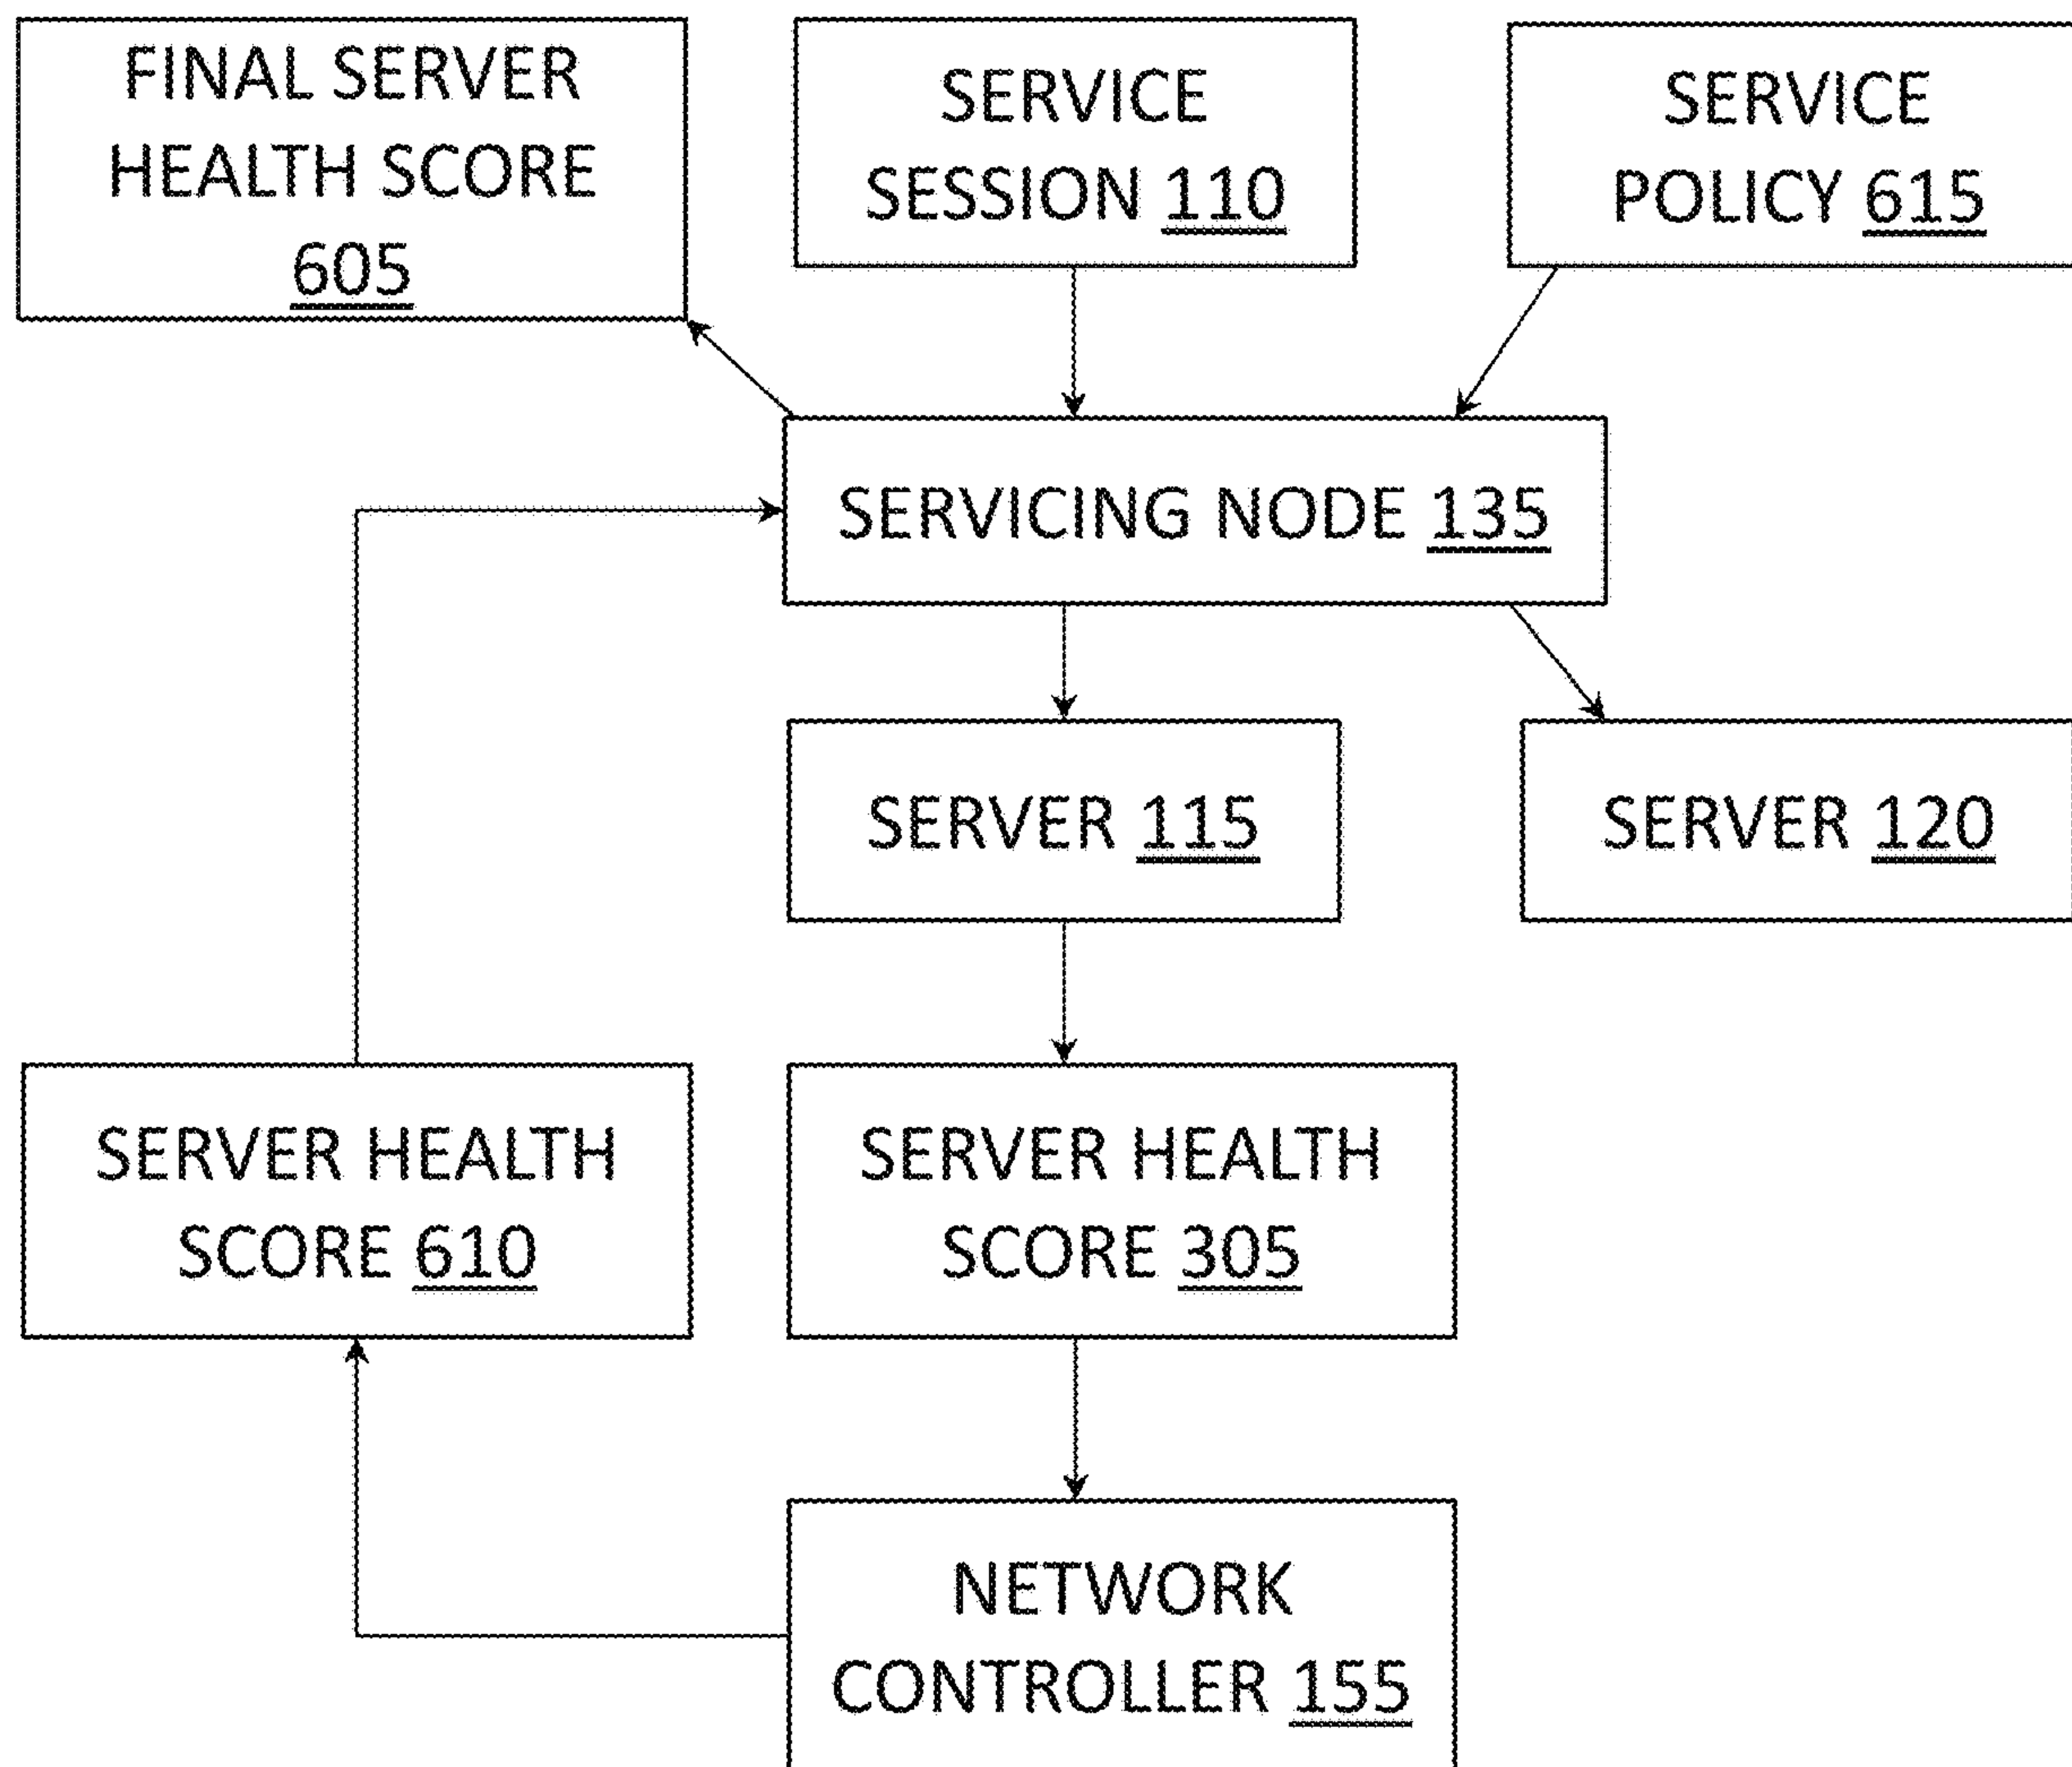 FINAL SERVER
HEALTH SCORE
605
SERVICE
SESSION 110
SERVICE
POLICY 615
SERVICING NODE 135
SERVER 115
SERVER 120
SERVER HEALTH
SCORE 610
SERVER HEALTH
SCORE 305
NETWORK
CONTROLLER 155